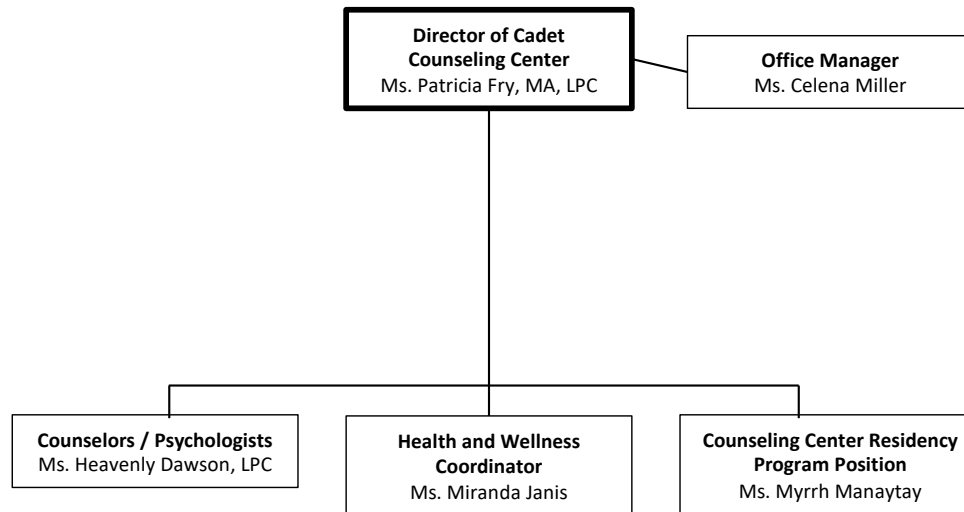 Director of Cadet
Counseling Center
Ms. Patricia Fry, MA, LPC
Office Manager
Ms. Celena Miller
Counselors / Psychologists
Ms. Heavenly Dawson, LPC
Health and Wellness
Coordinator
Ms. Miranda Janis
Counseling Center Residency
Program Position
Ms. Myrrh Manaytay